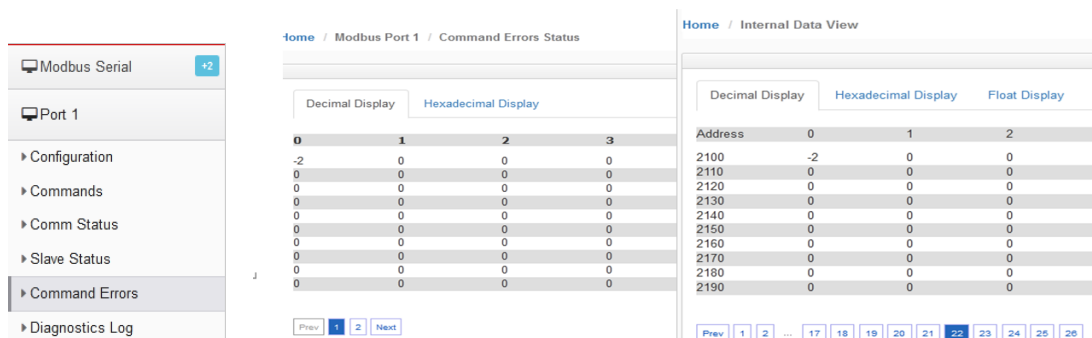 Modbus Serial +2
Port 1
Configuration
Commands
Comm Status
Slave Status
Command Errors
Diagnostics Log
Home / Modbus Port 1 / Command Errors Status
Decimal Display Hexadecimal Display
0 1 2 3
-2 0 0 0
0 0 0 0
0 0 0 0
0 0 0 0
0 0 0 0
0 0 0 0
0 0 0 0
0 0 0 0
0 0 0 0
0 0 0 0
Prev 1 2 Next
Home / Internal Data View
Decimal Display Hexadecimal Display Float Display
Address 0 1 2
2100 -2 0 0
2110 0 0 0
2120 0 0 0
2130 0 0 0
2140 0 0 0
2150 0 0 0
2160 0 0 0
2170 0 0 0
2180 0 0 0
2190 0 0 0
Prev 1 2 ... 17 18 19 20 21 22 23 24 25 26